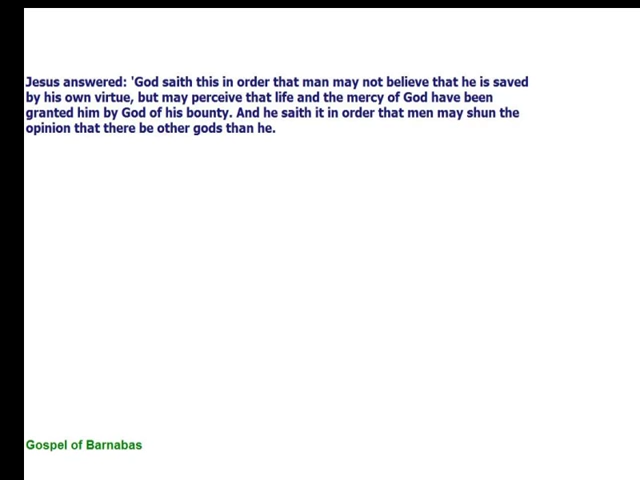 Jesus answered: 'God saith this in order that man may not believe that he is saved
by his own virtue, but may perceive that life and the mercy of God have been
granted him by God of his bounty. And he saith it in order that men may shun the
opinion that there be other gods than he.
Gospel of Barnabas